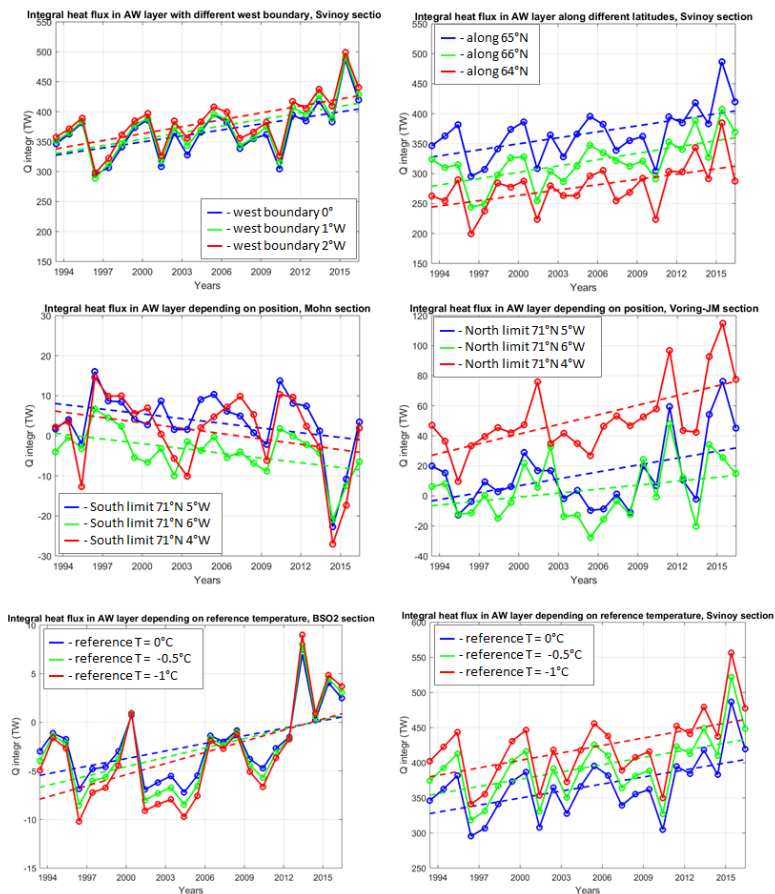 Integral heat flux in AW layer with different west boundary, Svinoy sectio
550
500
450
400
350
300
250
200
150
Q integr (TW)
- west boundary 0°
- west boundary 1°W
- west boundary 2°W
1994 1997 2000 2003 2006 2009 2012 2015
Years
Integral heat flux in AW layer along different latitudes, Svinoy section
550
500
450
400
350
300
250
200
150
Q integr (TW)
- along 65°N
- along 66°N
- along 64°N
1994 1997 2000 2003 2006 2009 2012 2015
Years
Integral heat flux in AW layer depending on position, Mohn section
30
20
10
0
-10
-20
-30
Q integr (TW)
- South limit 71°N 5°W
- South limit 71°N 6°W
- South limit 71°N 4°W
1994 1997 2000 2003 2006 2009 2012 2015
Years
Integral heat flux in AW layer depending on position, Voring-JM section
120
100
80
60
40
20
0
-20
-40
Q integr (TW)
- North limit 71°N 5°W
- North limit 71°N 6°W
- North limit 71°N 4°W
1994 1997 2000 2003 2006 2009 2012 2015
Years
Integral heat flux in AW layer depending on reference temperature, BSO2 section
10
5
0
-5
-10
-15
Q integr (TW)
- reference T = 0°C
- reference T = -0.5°C
- reference T = -1°C
1994 1997 2000 2003 2006 2009 2012 2015
Years
Integral heat flux in AW layer depending on reference temperature, Svinoy section
600
550
500
450
400
350
300
250
200
Q integr (TW)
- reference T = 0°C
- reference T = -0.5°C
- reference T = -1°C
1994 1997 2000 2003 2006 2009 2012 2015
Years